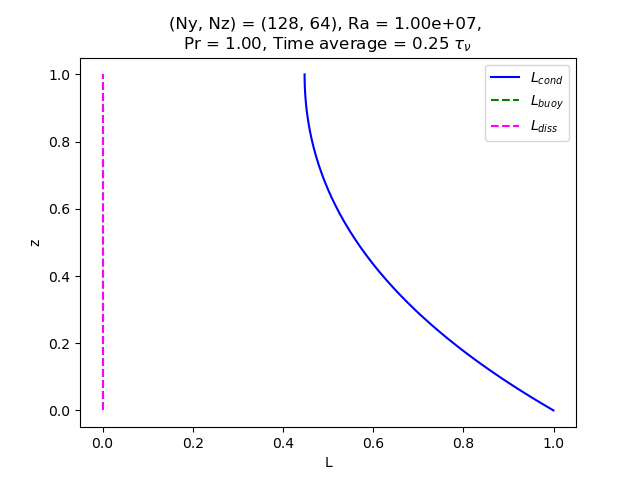 (Ny, Nz) = (128, 64), Ra = 1.00e+07,
Pr = 1.00, Time average = 0.25 τν
L_cond
L_buoy
L_diss
1.0
0.8
0.6
0.4
0.2
0.0
z
0.0 0.2 0.4 0.6 0.8 1.0
L